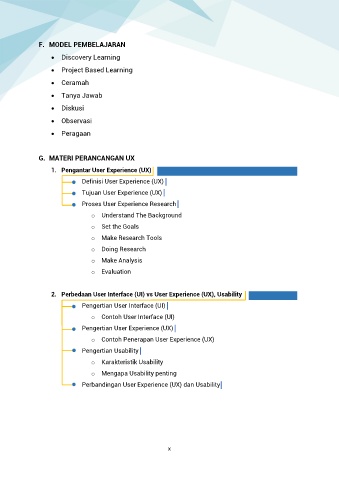 F. MODEL PEMBELAJARAN
• Discovery Learning
• Project Based Learning
• Ceramah
• Tanya Jawab
• Diskusi
• Observasi
• Peragaan
G. MATERI PERANCANGAN UX
1. Pengantar User Experience (UX)
Definisi User Experience (UX)
Tujuan User Experience (UX)
Proses User Experience Research
o Understand The Background
o Set the Goals
o Make Research Tools
o Doing Research
o Make Analysis
o Evaluation
2. Perbedaan User Interface (UI) vs User Experience (UX), Usability
Pengertian User Interface (UI)
o Contoh User Interface (UI)
Pengertian User Experience (UX)
o Contoh Penerapan User Experience (UX)
Pengertian Usability
o Karakteristik Usability
o Mengapa Usability penting
Perbandingan User Experience (UX) dan Usability
x